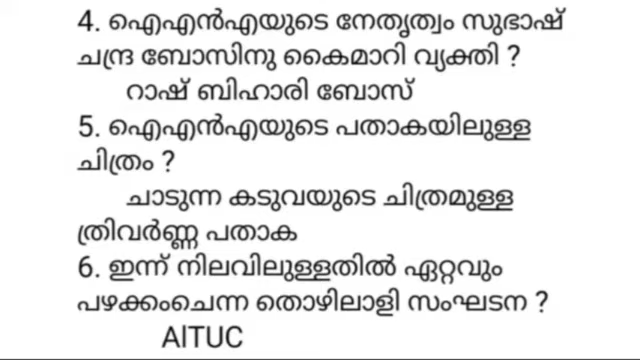 4. ഐഎൻഎയുടെ നേതൃത്വം സുഭാഷ്
ചന്ദ്ര ബോസിനു കൈമാറി വ്യക്തി ?
റാഷ് ബിഹാരി ബോസ്
5. ഐഎൻഎയുടെ പതാകയിലുള്ള
ചിത്രം ?
ചാടുന്ന കടുവയുടെ ചിത്രമുള്ള
ത്രിവർണ്ണ പതാക
6. ഇന്ന് നിലവിലുള്ളതിൽ ഏറ്റവും
പഴക്കംചെന്ന തൊഴിലാളി സംഘടന ?
AITUC